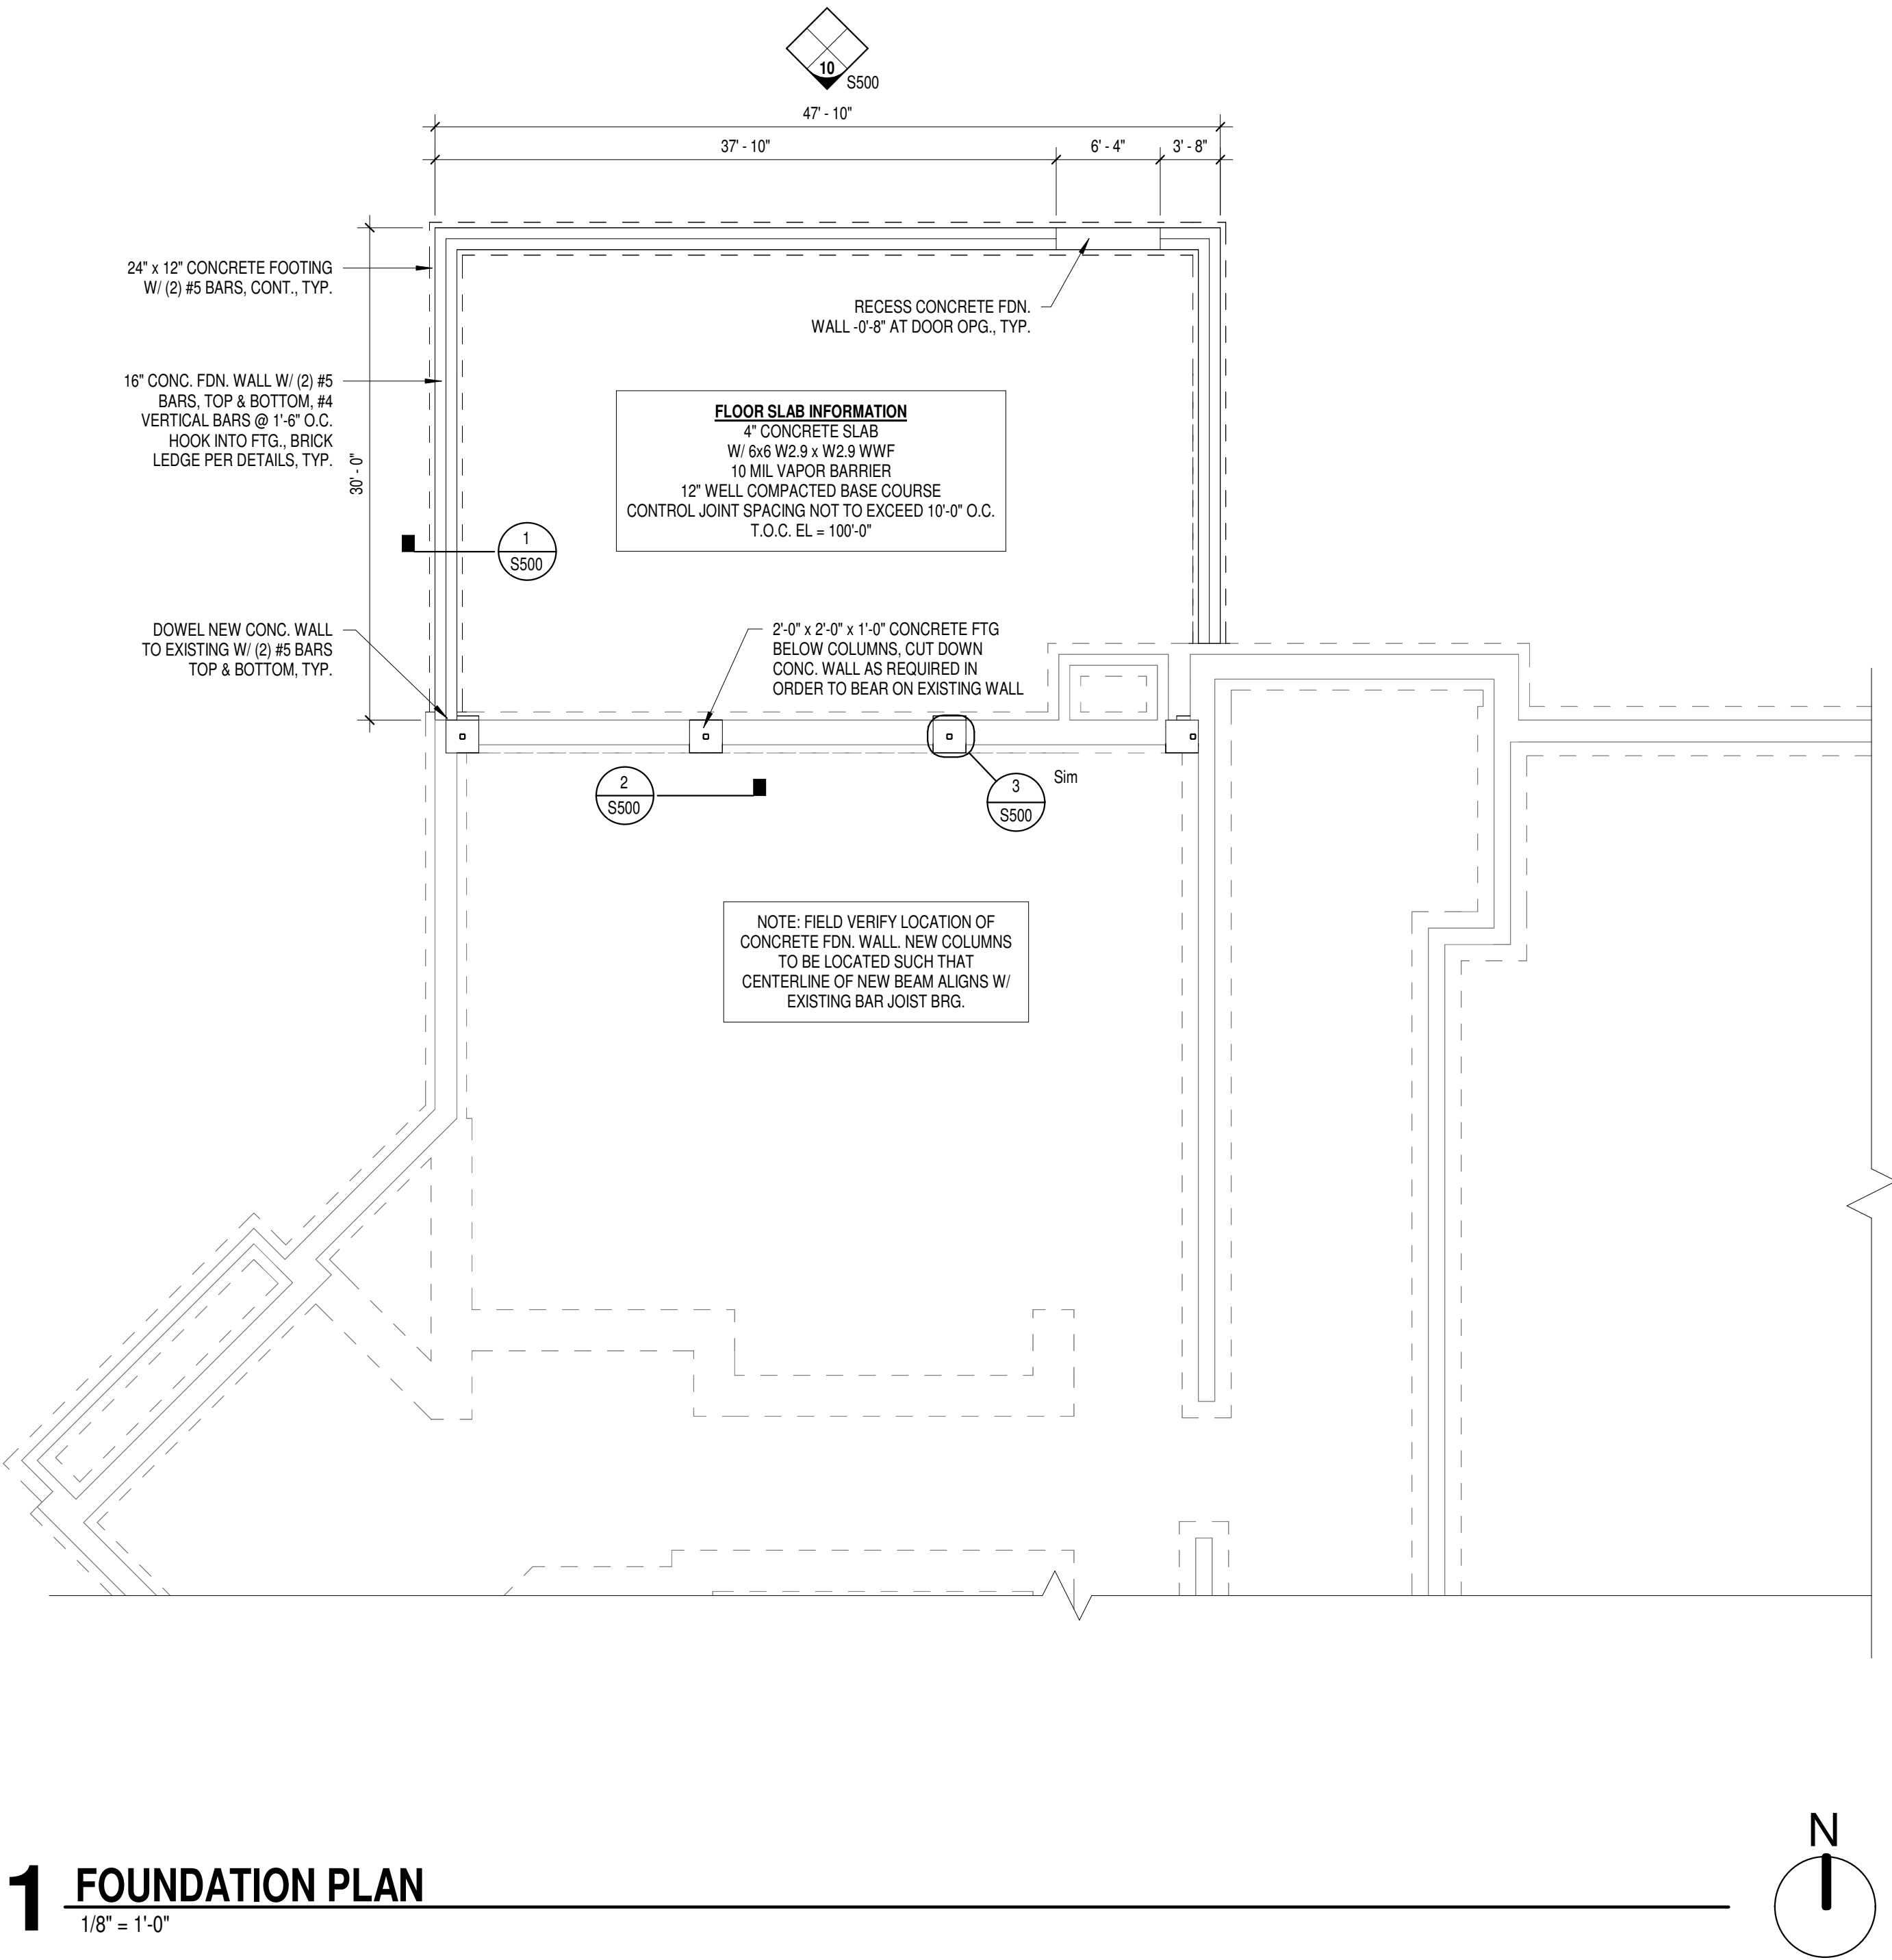 10
S500
47' - 10"
37' - 10"
6' - 4"
3' - 8"
24" x 12" CONCRETE FOOTING
W/ (2) #5 BARS, CONT., TYP.
RECESS CONCRETE FDN.
WALL -0'-8" AT DOOR OPG., TYP.
16" CONC. FDN. WALL W/ (2) #5
BARS, TOP & BOTTOM, #4
VERTICAL BARS @ 1'-6" O.C.
HOOK INTO FTG., BRICK
LEDGE PER DETAILS, TYP.
30' - 0"
FLOOR SLAB INFORMATION
4" CONCRETE SLAB
W/ 6x6 W2.9 x W2.9 WWF
10 MIL VAPOR BARRIER
12" WELL COMPACTED BASE COURSE
CONTROL JOINT SPACING NOT TO EXCEED 10'-0" O.C.
T.O.C. EL = 100'-0"
1
S500
DOWEL NEW CONC. WALL
TO EXISTING W/ (2) #5 BARS
TOP & BOTTOM, TYP.
2'-0" x 2'-0" x 1'-0" CONCRETE FTG
BELOW COLUMNS, CUT DOWN
CONC. WALL AS REQUIRED IN
ORDER TO BEAR ON EXISTING WALL
2
S500
3
S500
Sim
NOTE: FIELD VERIFY LOCATION OF
CONCRETE FDN. WALL. NEW COLUMNS
TO BE LOCATED SUCH THAT
CENTERLINE OF NEW BEAM ALIGNS W/
EXISTING BAR JOIST BRG.
N
1 FOUNDATION PLAN
1/8" = 1'-0"